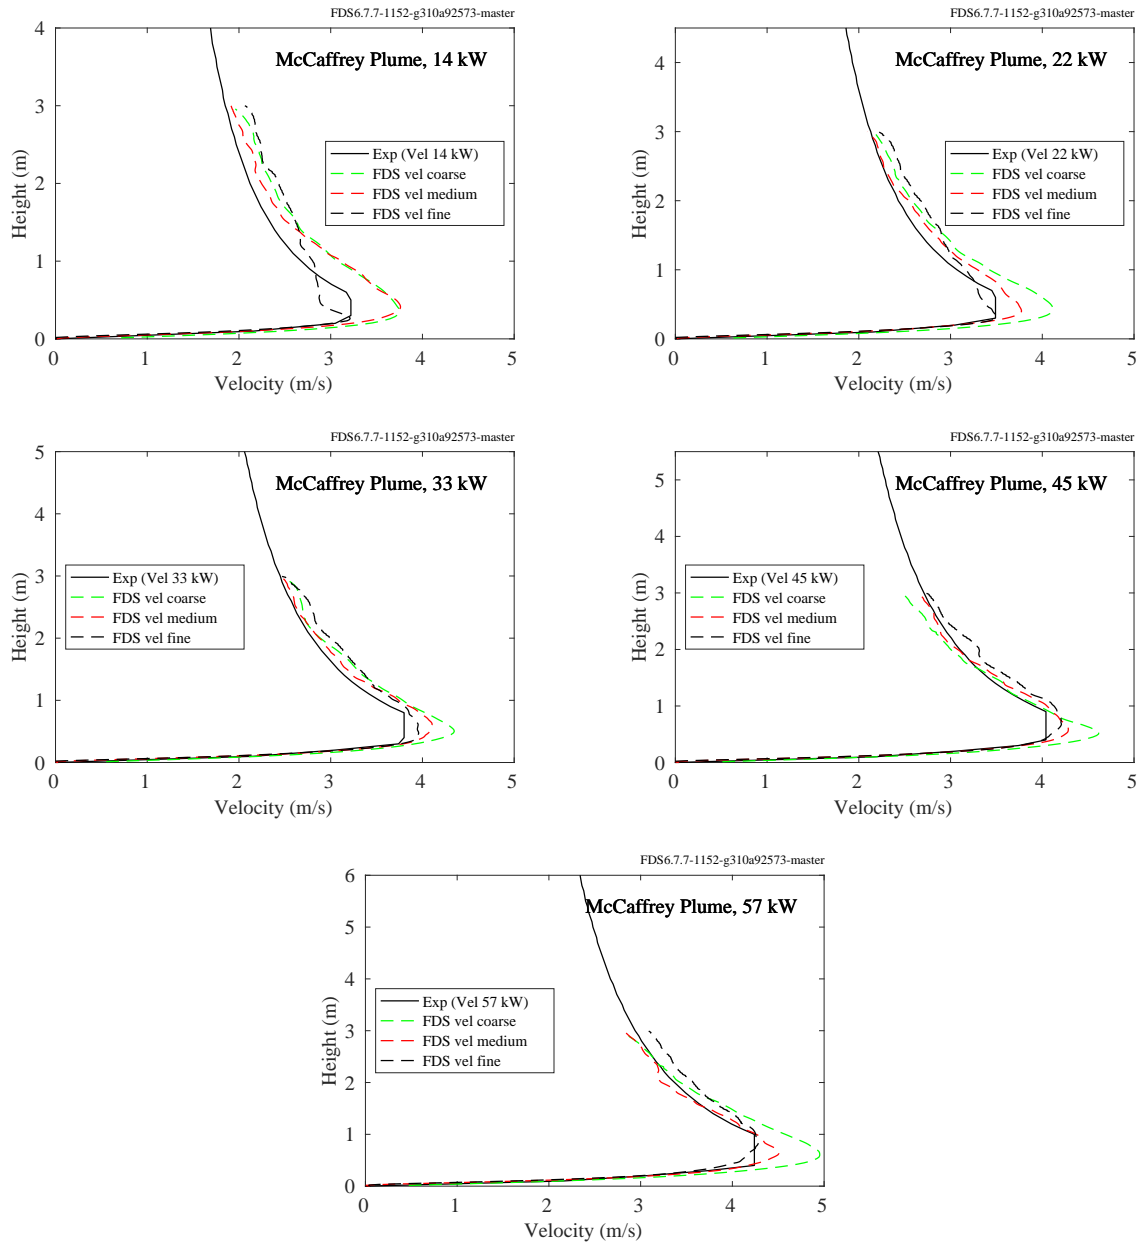 FDS6.7.7-1152-g310a92573-master
McCaffrey Plume, 14 kW
Height (m)
4
3
2
1
0
Exp (Vel 14 kW)
FDS vel coarse
FDS vel medium
FDS vel fine
0 1 2 3 4 5
Velocity (m/s)
FDS6.7.7-1152-g310a92573-master
McCaffrey Plume, 22 kW
Height (m)
4
3
2
1
0
Exp (Vel 22 kW)
FDS vel coarse
FDS vel medium
FDS vel fine
0 1 2 3 4 5
Velocity (m/s)
FDS6.7.7-1152-g310a92573-master
McCaffrey Plume, 33 kW
Height (m)
5
4
3
2
1
0
Exp (Vel 33 kW)
FDS vel coarse
FDS vel medium
FDS vel fine
0 1 2 3 4 5
Velocity (m/s)
FDS6.7.7-1152-g310a92573-master
McCaffrey Plume, 45 kW
Height (m)
5
4
3
2
1
0
Exp (Vel 45 kW)
FDS vel coarse
FDS vel medium
FDS vel fine
0 1 2 3 4 5
Velocity (m/s)
FDS6.7.7-1152-g310a92573-master
McCaffrey Plume, 57 kW
Height (m)
6
5
4
3
2
1
0
Exp (Vel 57 kW)
FDS vel coarse
FDS vel medium
FDS vel fine
0 1 2 3 4 5
Velocity (m/s)